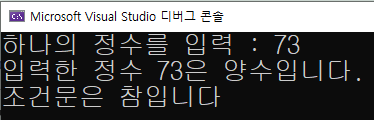 Microsoft Visual Studio 디버그 콘솔
하나의 정수를 입력 : 73
입력한 정수 73은 양수입니다.
조건문은 참입니다